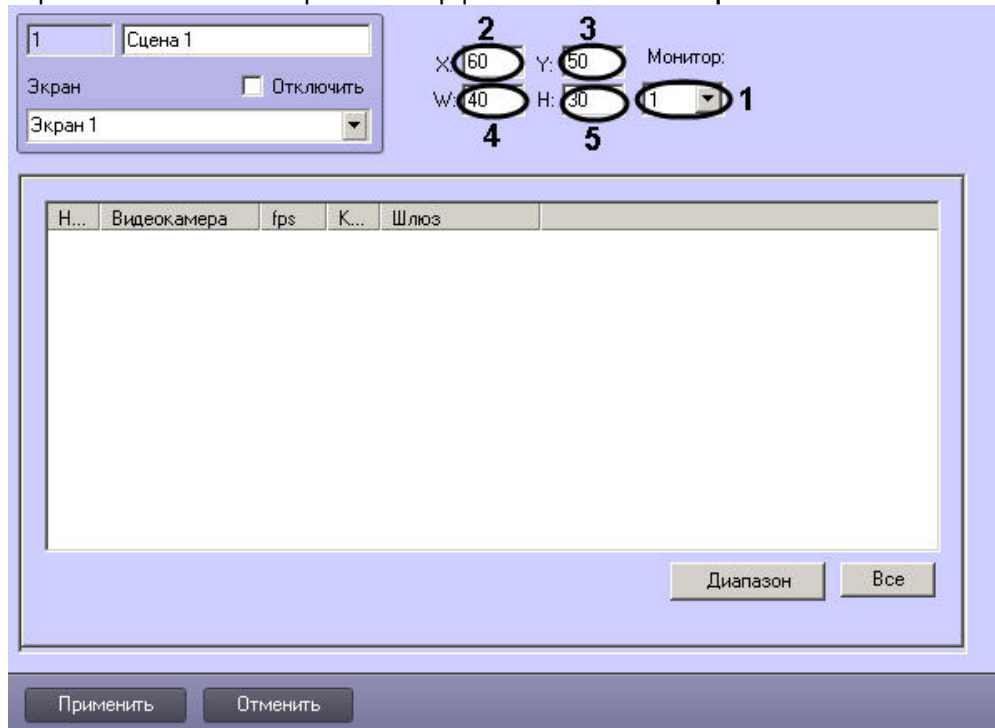 1 Сцена 1
Экран Отключить
Экран 1
2 3
X: 60 Y: 50 Монитор:
W: 40 H: 30 1 1
4 5
Н... Видеокамера fps К... Шлюз
Диапазон Все
Применить Отменить